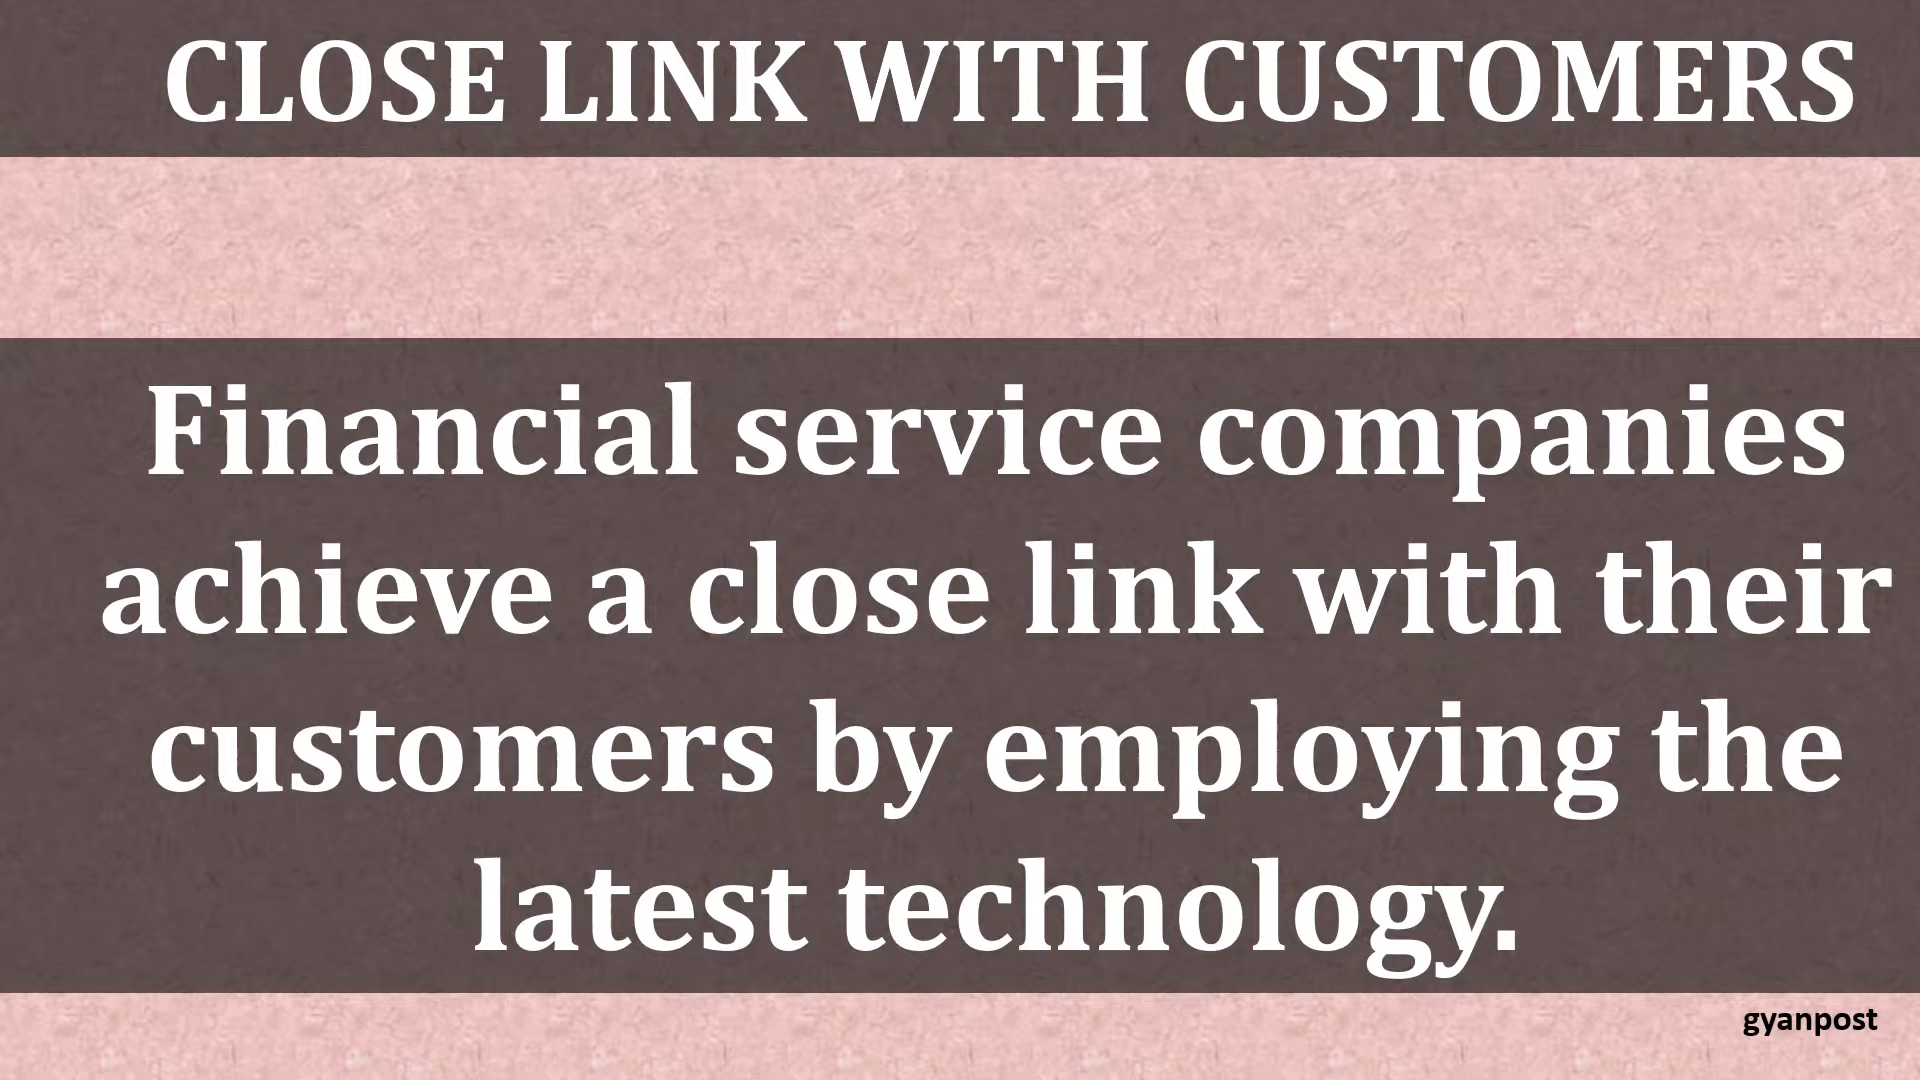 CLOSE LINK WITH CUSTOMERS
Financial service companies
achieve a close link with their
customers by employing the
latest technology.
gyanpost